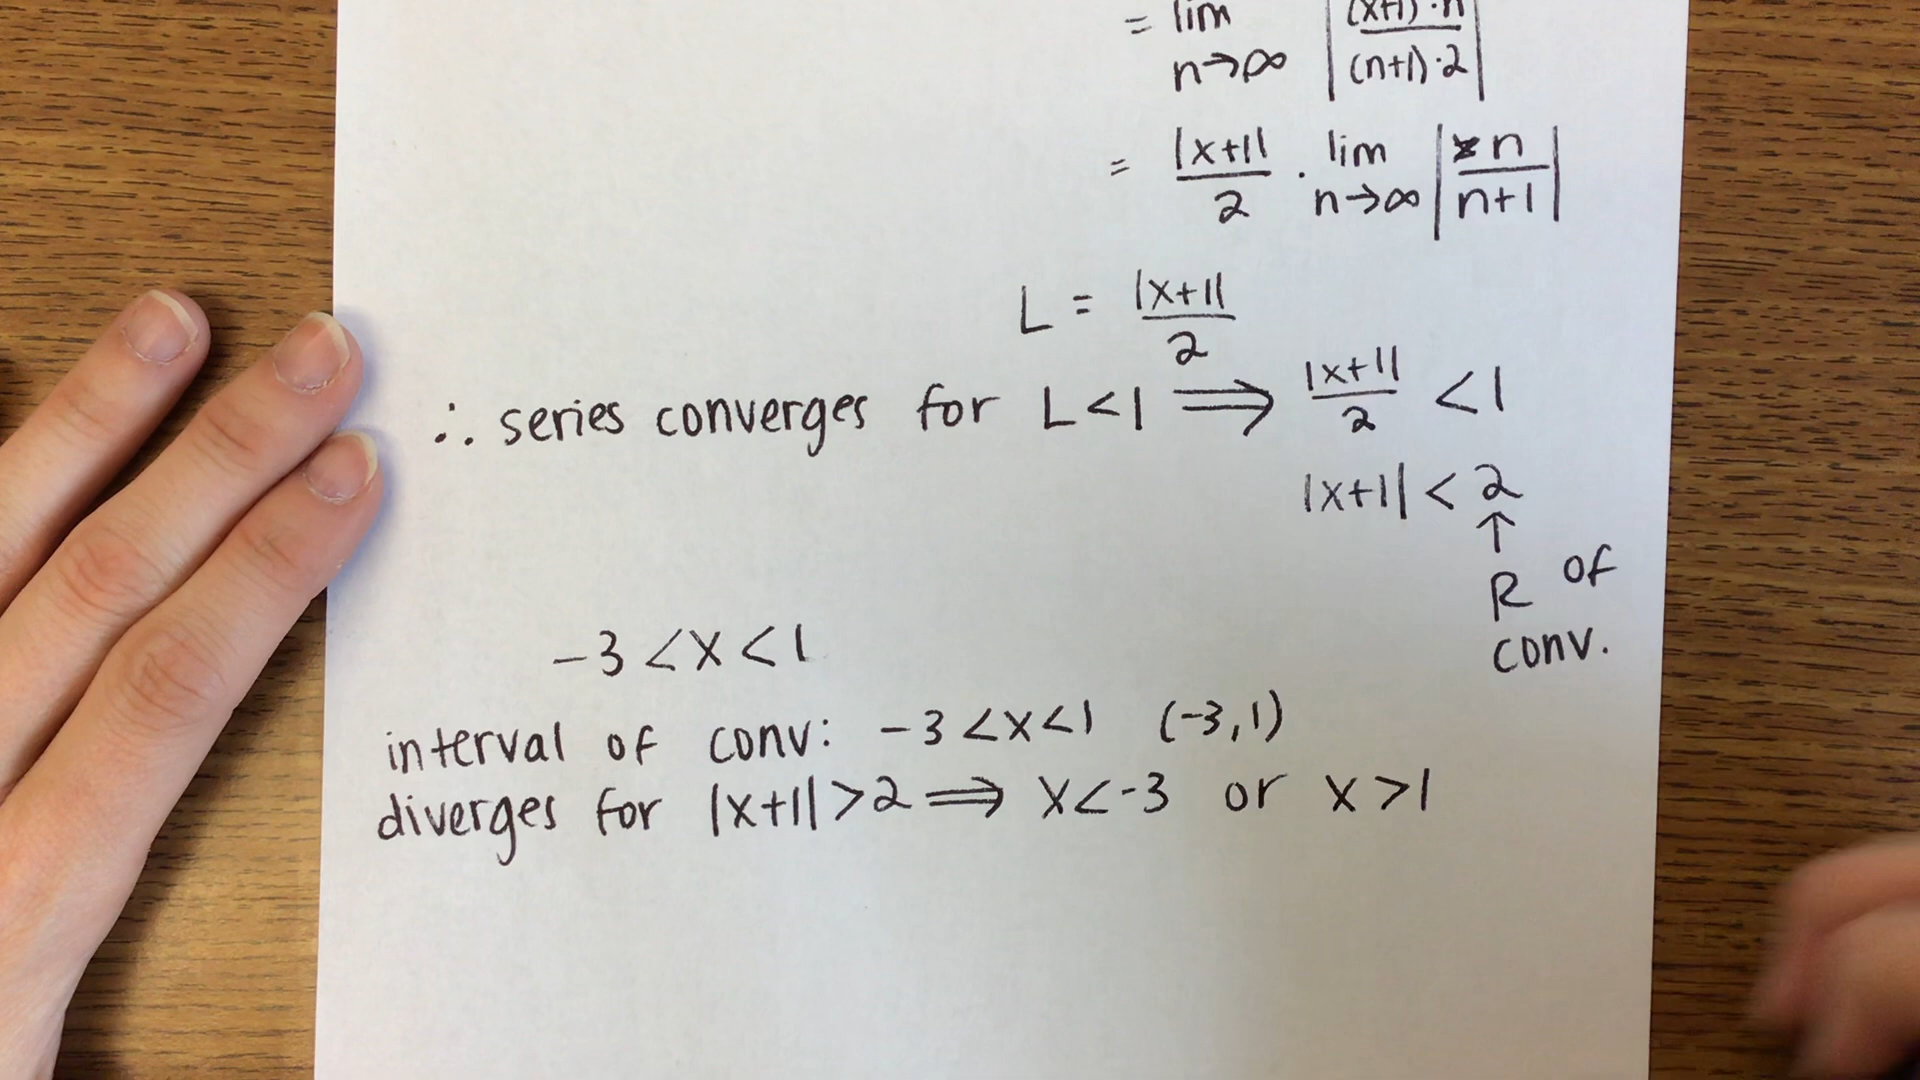 = lim |(x+1)·n / (n+1)·2|
n→∞
= |x+1|/2 · lim |n / n+1|
n→∞
L = |x+1|/2
∴ series converges for L<1 ⟹ |x+1|/2 <1
|x+1| < 2
↑
R of
conv.
-3<x<1
interval of conv: -3<x<1 (-3,1)
diverges for |x+1|>2 ⟹ x<-3 or x>1